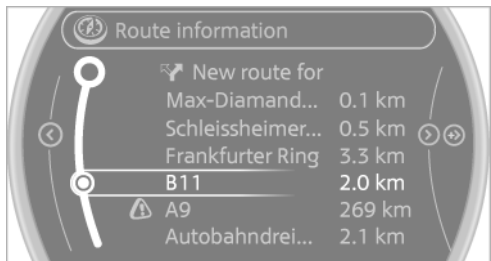 Route information
New route for
Max-Diamand... 0.1 km
Schleissheimer... 0.5 km
Frankfurter Ring 3.3 km
B11 2.0 km
A9 269 km
Autobahndrei... 2.1 km